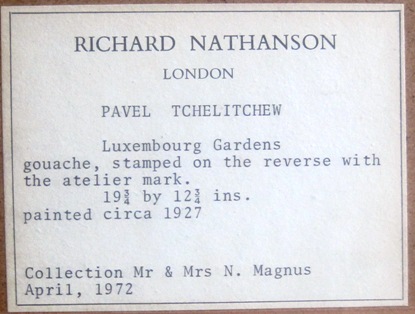 RICHARD NATHANSON
LONDON
PAVEL TCHELITCHEW
Luxembourg Gardens
gouache, stamped on the reverse with
the atelier mark.
19¾ by 12¾ ins.
painted circa 1927
Collection Mr & Mrs N. Magnus
April, 1972